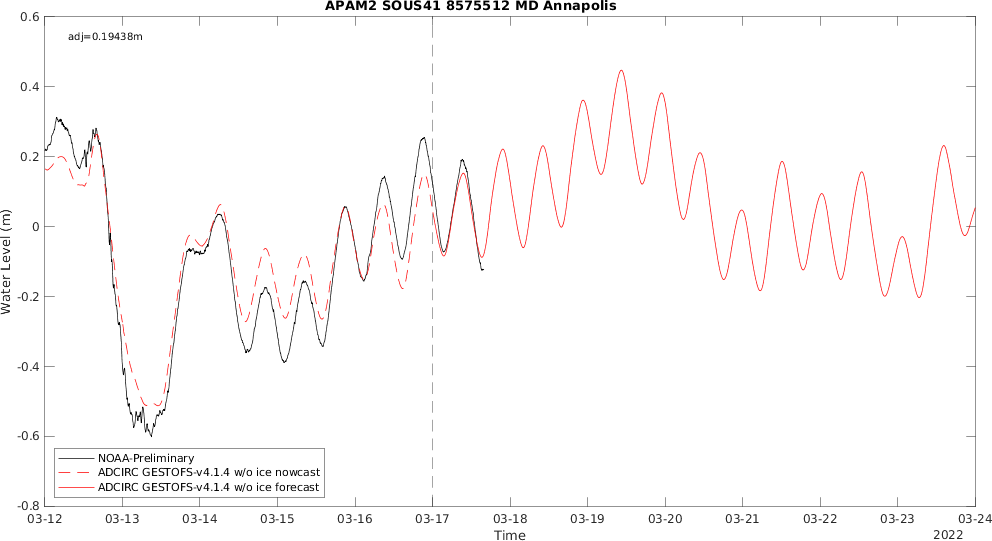 APAM2 SOUS41 8575512 MD Annapolis
adj=0.19438m
0.6
0.4
0.2
0
-0.2
-0.4
-0.6
-0.8
Water Level (m)
NOAA-Preliminary
ADCIRC GESTOFS-v4.1.4 w/o ice nowcast
ADCIRC GESTOFS-v4.1.4 w/o ice forecast
03-12 03-13 03-14 03-15 03-16 03-17 03-18 03-19 03-20 03-21 03-22 03-23 03-24
Time
2022